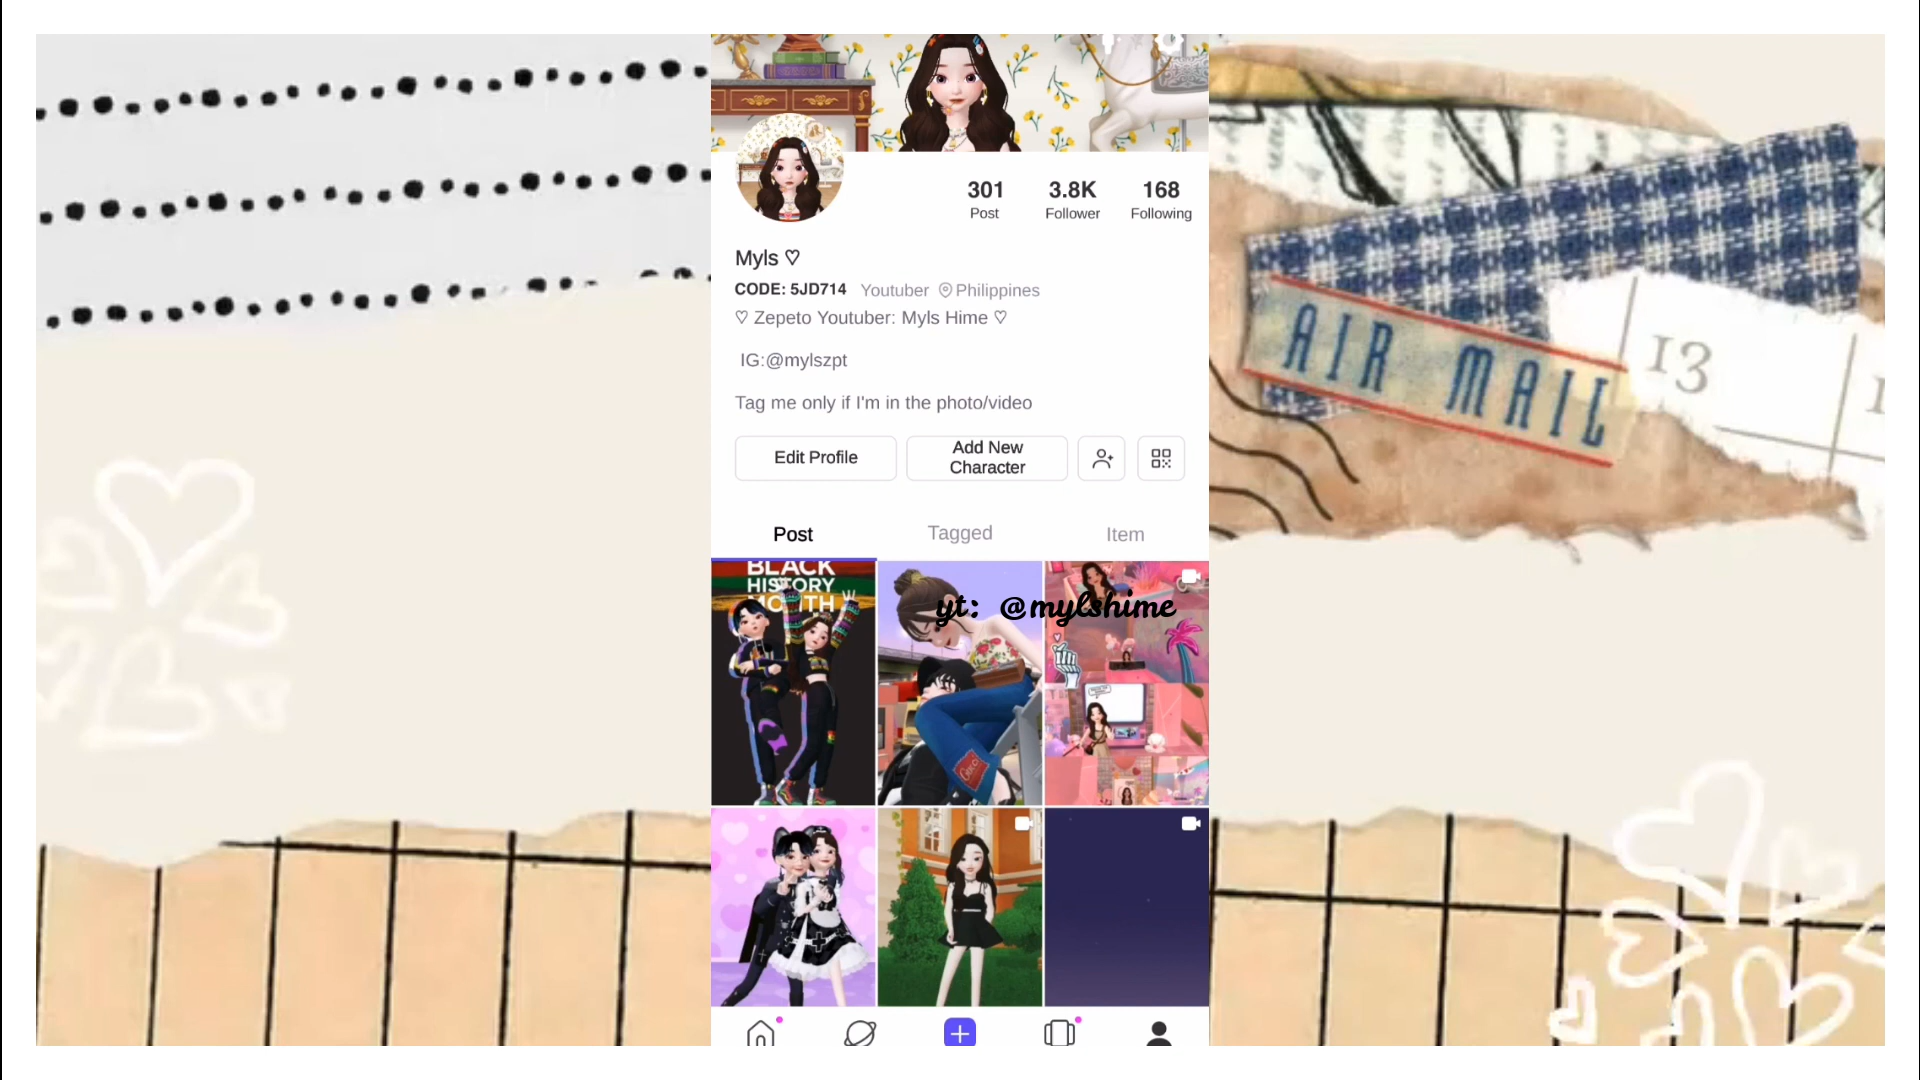 301 3.8K 168
Post Follower Following
Myls ♡
CODE: 5JD714 Youtuber Philippines
♡ Zepeto Youtuber: Myls Hime ♡
IG:@mylszpt
Tag me only if I'm in the photo/video
Edit Profile
Add New
Character
Post Tagged Item
BLACK
HISTORY
MONTH
yt: @mylshime
AIR MAIL
13